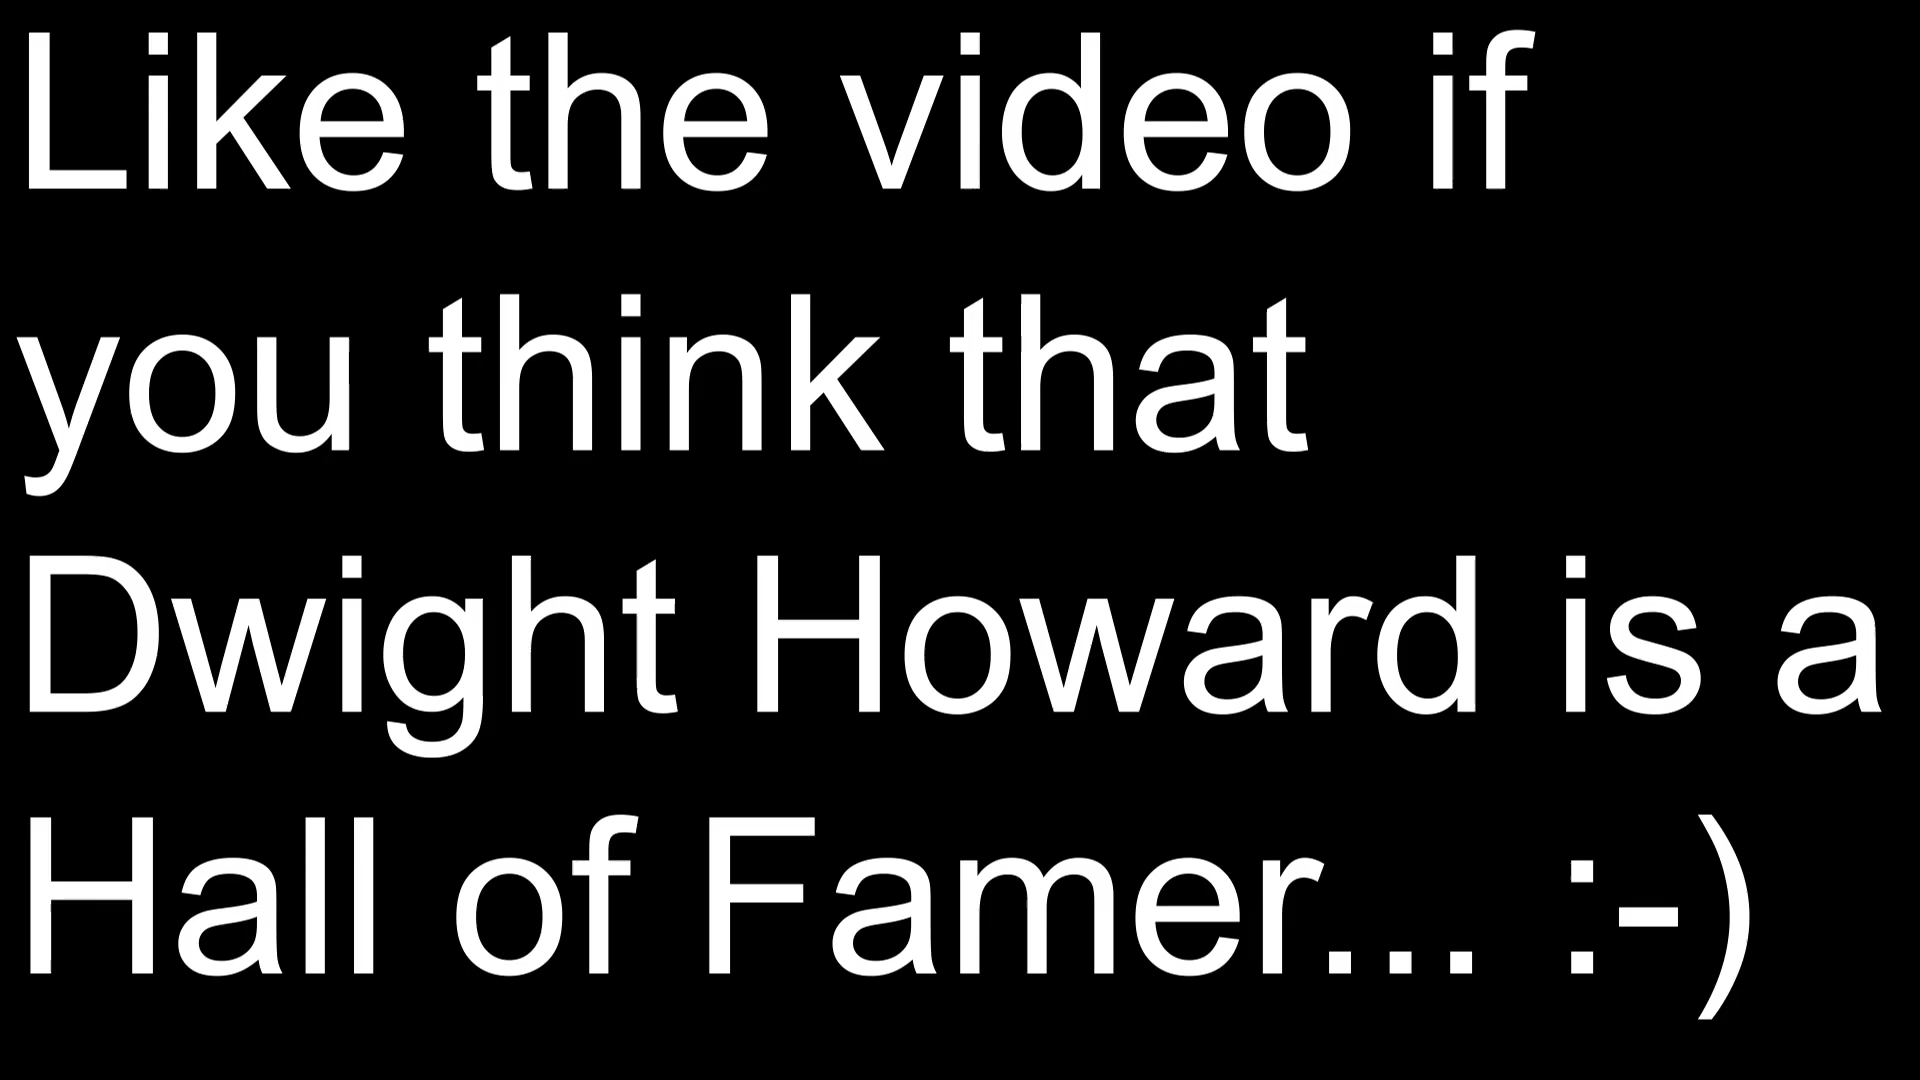 Like the video if
you think that
Dwight Howard is a
Hall of Famer... :-)